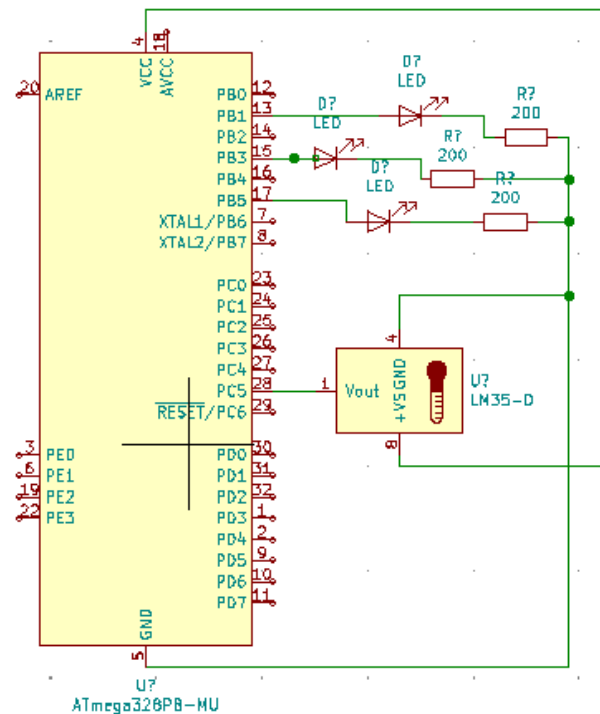 4
VCC
18
AVCC
20
AREF
PB0
12
PB1
13
PB2
14
PB3
15
PB4
16
PB5
17
XTAL1/PB6
7
XTAL2/PB7
8
PC0
23
PC1
24
PC2
25
PC3
26
PC4
27
PC5
28
RESET/PC6
29
3
PE0
6
PE1
19
PE2
22
PE3
PD0
30
PD1
31
PD2
32
PD3
1
PD4
2
PD5
9
PD6
10
PD7
11
GND
5
U?
ATmega328PB-MU
D?
LED
R?
200
D?
LED
R?
200
D?
LED
R?
200
4
GND
1
Vout
+VS
8
U?
LM35-D